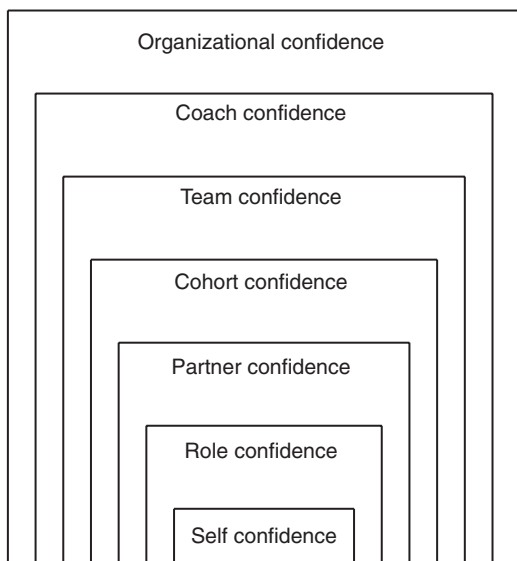 Organizational confidence
Coach confidence
Team confidence
Cohort confidence
Partner confidence
Role confidence
Self confidence